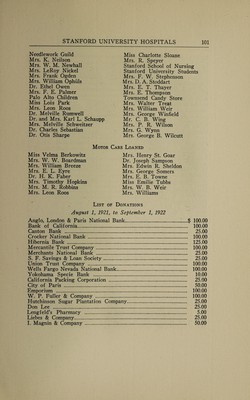 STANFORD UNIVERSITY HOSPITALS 101
Needlework Guild
Mrs. K. Neilson
Mrs. W. M. Newhall
Mrs. LeRoy Nickel
Mrs. Frank Ogden
Mrs. William Ophüls
Dr. Ethel Owen
Mrs. F. E. Palmer
Palo Alto Children
Miss Lois Park
Mrs. Leon Roos
Dr. Melville Romwell
Dr. and Mrs. Karl L. Schaupp
Mrs. Melville Schweitzer
Dr. Charles Sebastian
Dr. Otis Sharpe
Miss Charlotte Sloane
Mrs. R. Speyer
Stanford School of Nursing
Stanford University Students
Mrs. F. W. Stephenson
Mrs. D. A. Stoddart
Mrs. E. T. Thayer
Mrs. E. Thompson
Townsend Candy Store
Mrs. Walter Treat
Mrs. William Weir
Mrs. George Winfield
Mr. C. B. Wing
Mrs. P. R. Wilson
Mrs. G. Wynn
Mrs. George B. Wilcutt
MOTOR CARS LOANED
Miss Velma Berkowitz
Mrs. W. W. Boardman
Mrs. William Breuer
Mrs. E. L. Eyre
Dr. H. K. Faber
Mrs. Timothy Hopkins
Mrs. M. R. Robbins
Mrs. Leon Roos
Mrs. Henry St. Goar
Dr. Joseph Sampson
Mrs. Edwin R. Sheldon
Mrs. George Somers
Mrs. E. B. Towne
Miss Emilie Tubbs
Mrs. W. B. Weir
Mrs. Williams
LIST OF DONATIONS
August 1, 1921, to September 1, 1922
Anglo, London & Paris National Bank $ 100.00
Bank of California 100.00
Canton Bank 25.00
Crocker National Bank 100.00
Hibernia Bank 125.00
Mercantile Trust Company 100.00
Merchants National Bank 25.00
S. F. Savings & Loan Society 25.00
Union Trust Company 100.00
Wells Fargo Nevada National Bank 100.00
Yokohama Specie Bank 10.00
California Packing Corporation 25.00
City of Paris 50.00
Emporium 100.00
W. P. Fuller & Company 100.00
Hutchinson Sugar Plantation Company 25.00
Don Lee 25.00
Lengfeld's Pharmacy 5.00
Liebes & Company 25.00
I. Magnin & Company 50.00